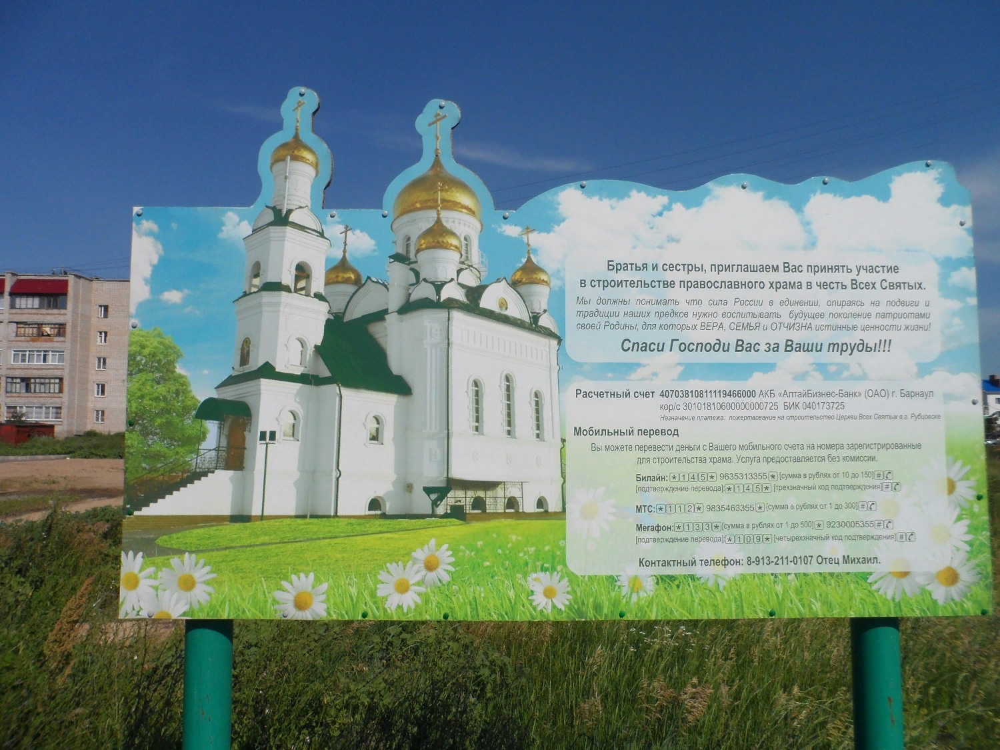 Братья и сестры, приглашаем Вас принять участие
в строительстве православного храма в честь Всех Святых.
Мы должны понимать что сила России в единении, опираясь на подвиги и
традиции наших предков нужно воспитывать будущее поколение патриотами
своей Родины, для которых ВЕРА, СЕМЬЯ и ОТЧИЗНА истинные ценности жизни!
Спаси Господи Вас за Ваши труды!!!
Расчетный счет 40703810811119466000 АКБ «АлтайБизнес-Банк» (ОАО) г. Барнаул
кор/с 30101810600000000725 БИК 040173725
Назначение платежа: пожертвование на строительство Церкви Всех Святых в г. Рубцовске
Мобильный перевод
Вы можете перевести деньги с Вашего мобильного счета на номера зарегистрированные
для строительства храма. Услуга предоставляется без комиссии.
Билайн:*145* 9635313355*[сумма в рублях от 10 до 150]#
[подтверждение перевода]:*145* [трехзначный код подтверждения]#
МТС:*112* 9835463355*[сумма в рублях от 1 до 300]#
Мегафон:*133*[сумма в рублях от 1 до 500]* 9230005355#
[подтверждение перевода]:*109* [четырехзначный код подтверждения]#
Контактный телефон: 8-913-211-0107 Отец Михаил.